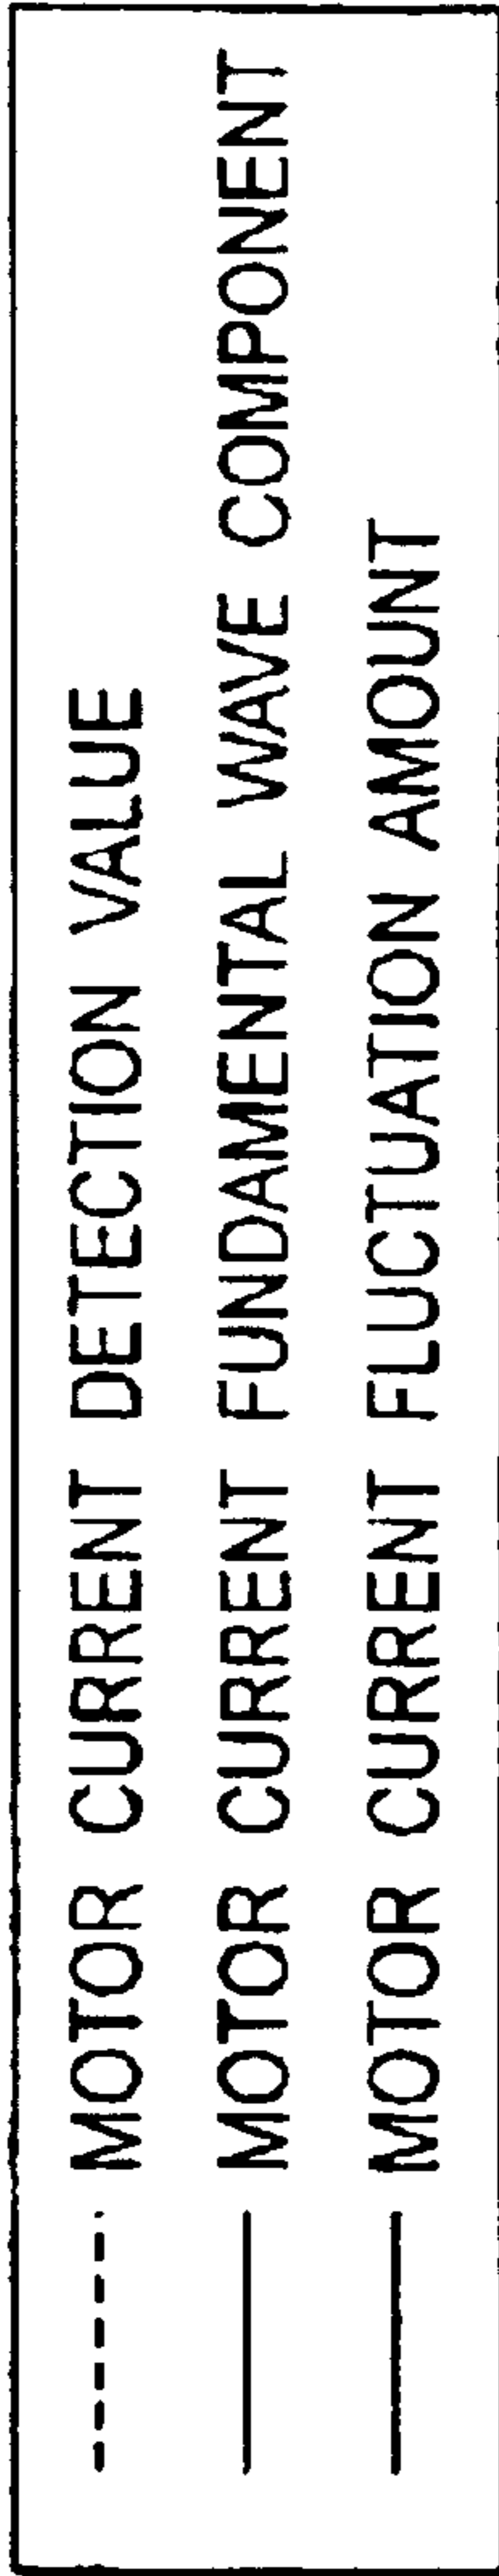 MOTOR CURRENT DETECTION VALUE
MOTOR CURRENT FUNDAMENTAL WAVE COMPONENT
MOTOR CURRENT FLUCTUATION AMOUNT